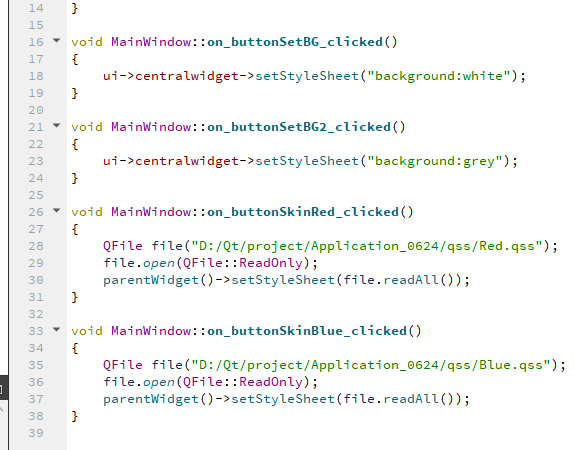 14 }
15
16 void MainWindow::on_buttonSetBG_clicked()
17 {
18     ui->centralwidget->setStyleSheet("background:white");
19 }
20
21 void MainWindow::on_buttonSetBG2_clicked()
22 {
23     ui->centralwidget->setStyleSheet("background:grey");
24 }
25
26 void MainWindow::on_buttonSkinRed_clicked()
27 {
28     QFile file("D:/Qt/project/Application_0624/qss/Red.qss");
29     file.open(QFile::ReadOnly);
30     parentWidget()->setStyleSheet(file.readAll());
31 }
32
33 void MainWindow::on_buttonSkinBlue_clicked()
34 {
35     QFile file("D:/Qt/project/Application_0624/qss/Blue.qss");
36     file.open(QFile::ReadOnly);
37     parentWidget()->setStyleSheet(file.readAll());
38 }
39